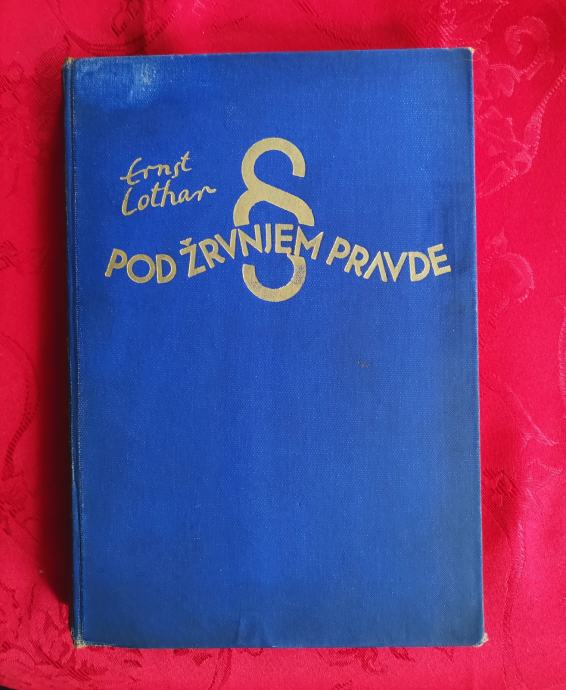 Ernst
Lothar
§
POD ŽRVNJEM PRAVDE